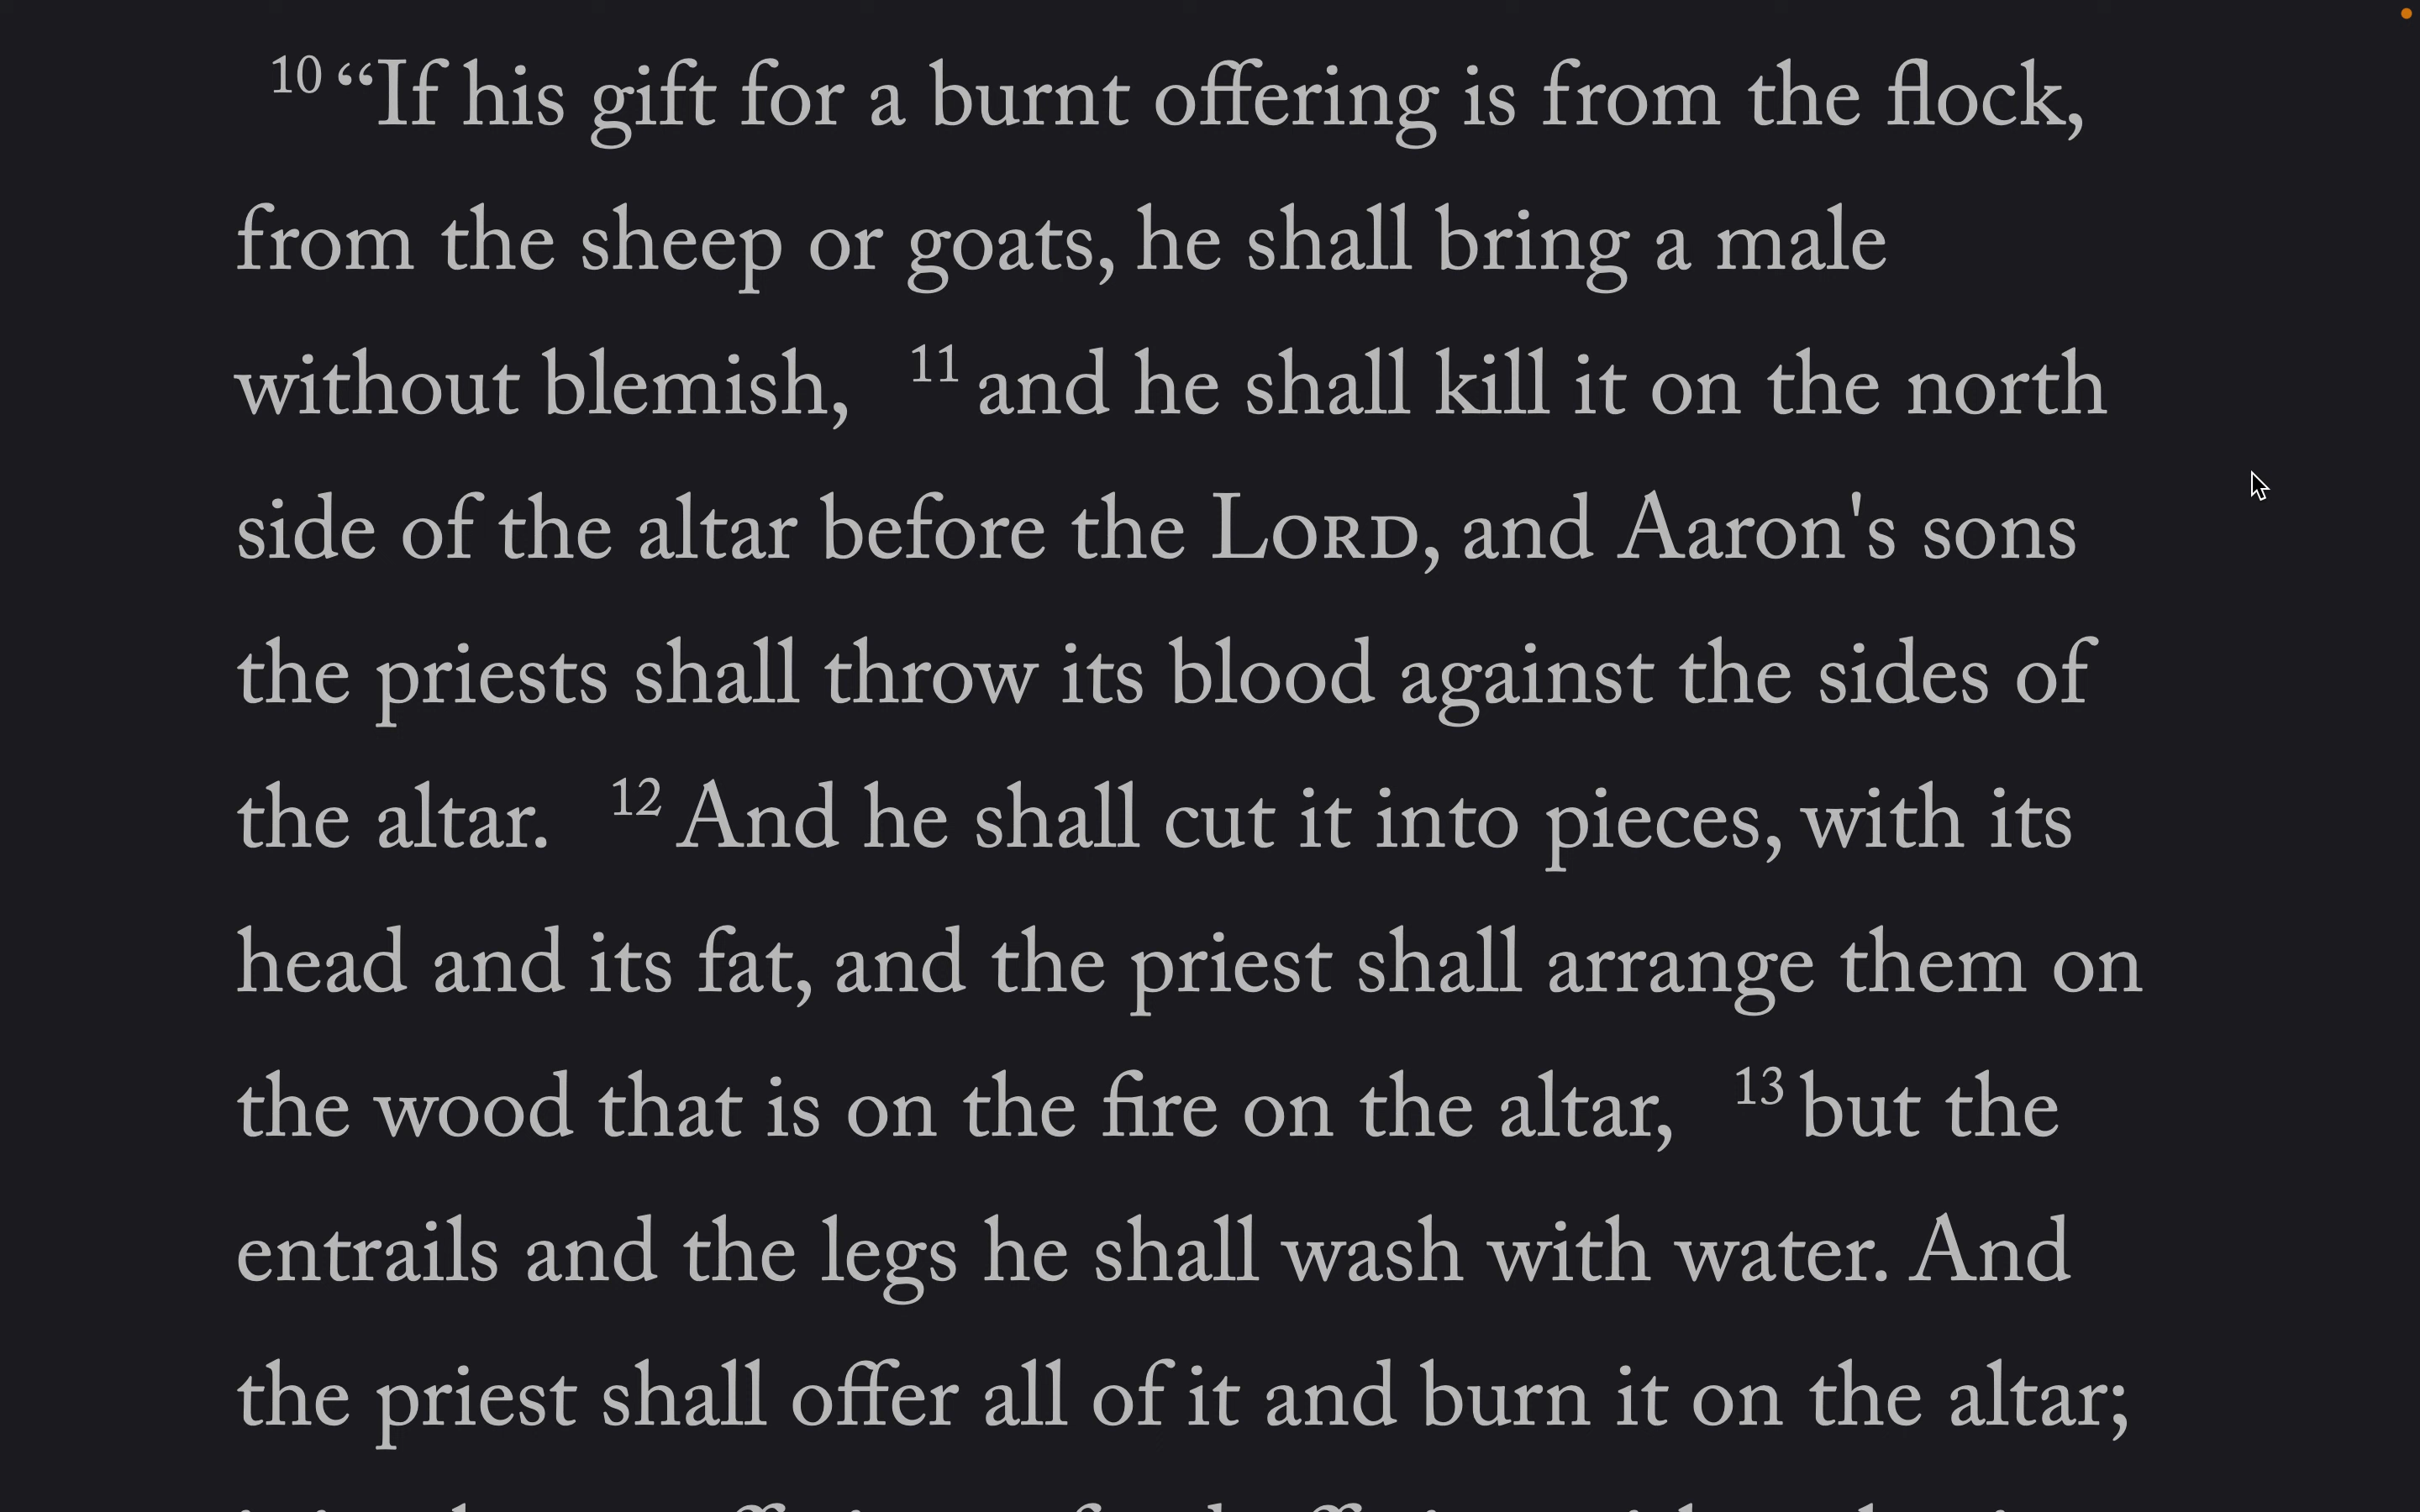 10 “If his gift for a burnt offering is from the flock,
from the sheep or goats, he shall bring a male
without blemish, 11 and he shall kill it on the north
side of the altar before the LORD, and Aaron's sons
the priests shall throw its blood against the sides of
the altar. 12 And he shall cut it into pieces, with its
head and its fat, and the priest shall arrange them on
the wood that is on the fire on the altar, 13 but the
entrails and the legs he shall wash with water. And
the priest shall offer all of it and burn it on the altar;